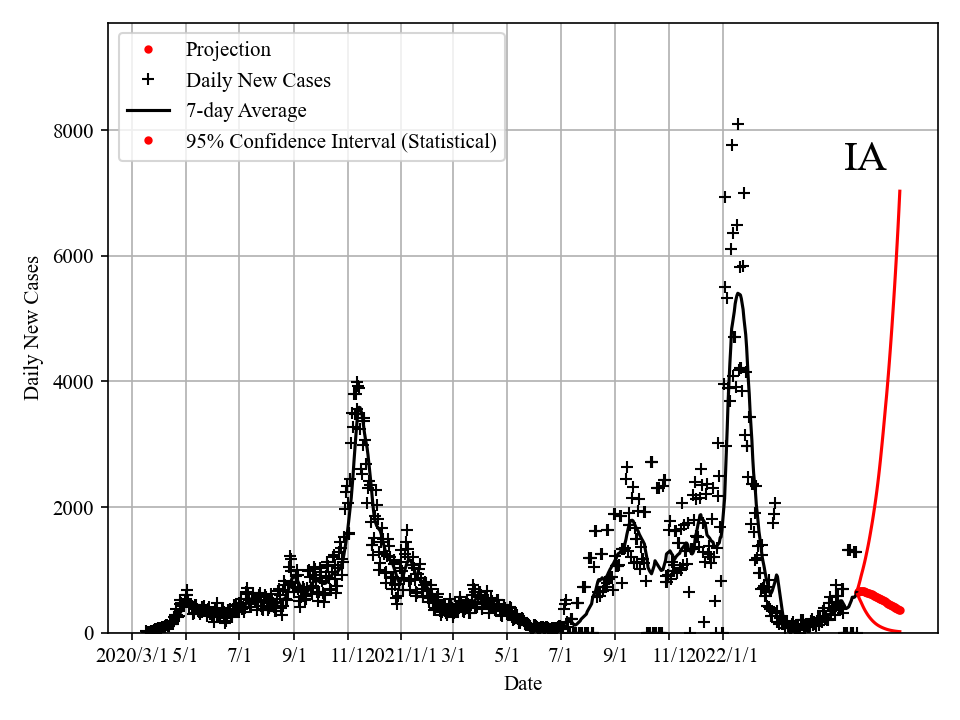 Projection
Daily New Cases
7-day Average
95% Confidence Interval (Statistical)
IA
8000
6000
4000
2000
0
Daily New Cases
2020/3/1 5/1 7/1 9/1 11/1 2021/1/1 3/1 5/1 7/1 9/1 11/1 2022/1/1
Date